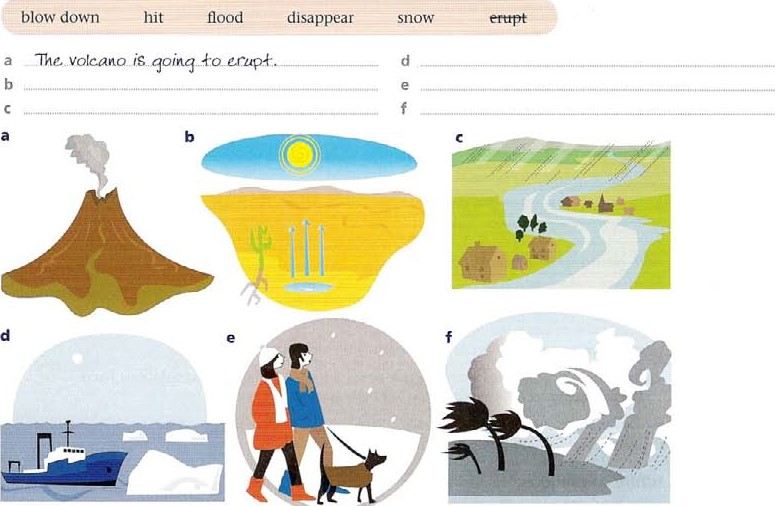 blow down hit flood disappear snow erupt
a The volcano is going to erupt. d
b e
c f
a b c
d e f